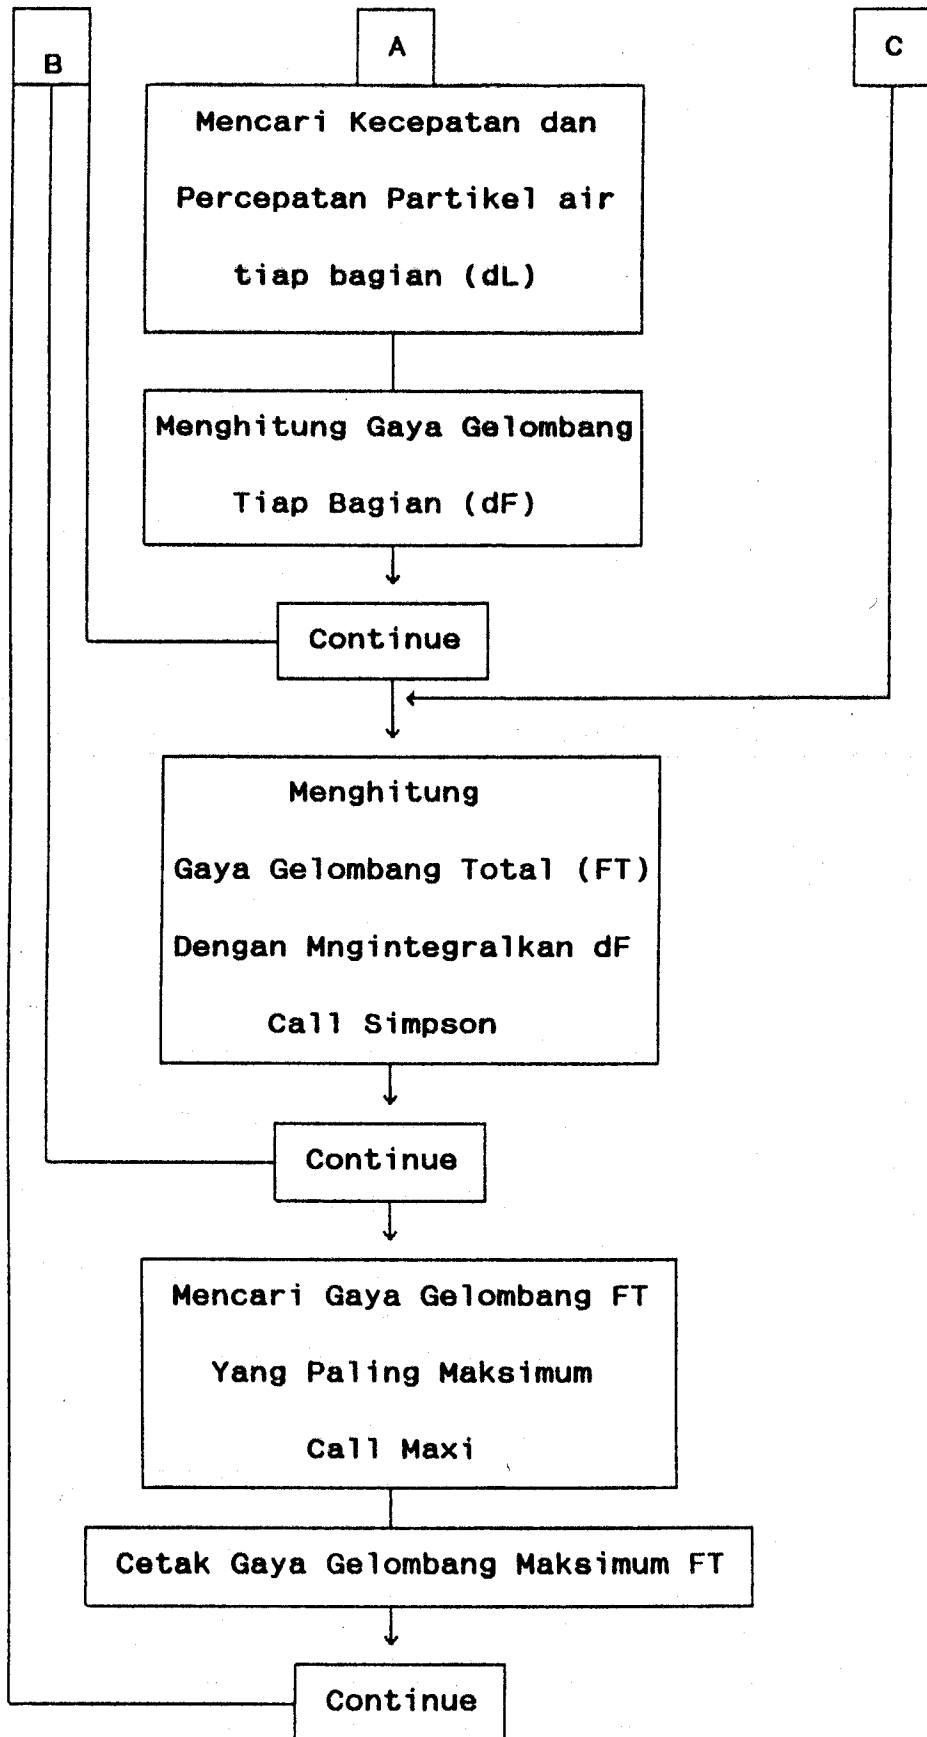 B
A
C
Mencari Kecepatan dan
Percepatan Partikel air
tiap bagian (dL)
Menghitung Gaya Gelombang
Tiap Bagian (dF)
Continue
Menghitung
Gaya Gelombang Total (FT)
Dengan Mngintegralkan dF
Call Simpson
Continue
Mencari Gaya Gelombang FT
Yang Paling Maksimum
Call Maxi
Cetak Gaya Gelombang Maksimum FT
Continue